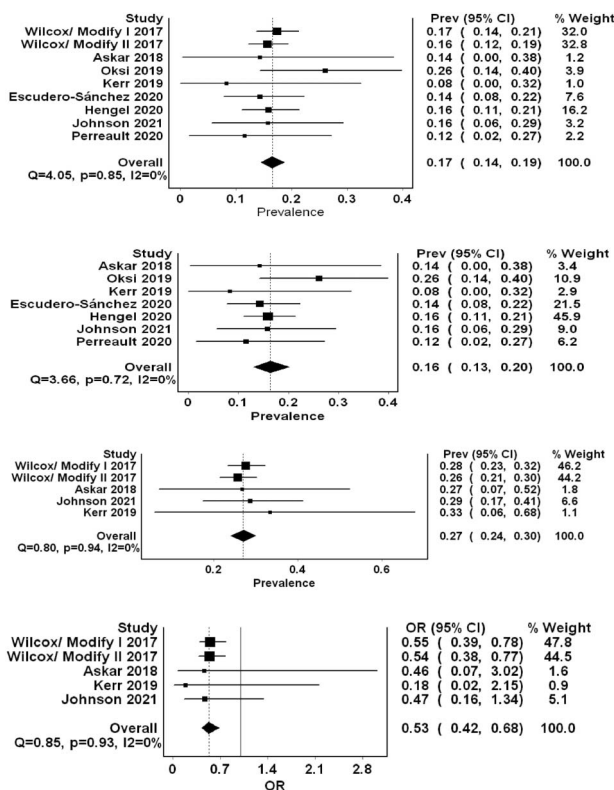 Study Prev (95% CI) % Weight
Wilcox/ Modify I 2017 0.17 ( 0.14, 0.21) 32.0
Wilcox/ Modify II 2017 0.16 ( 0.12, 0.19) 32.8
Askar 2018 0.14 ( 0.00, 0.38) 1.2
Oksi 2019 0.26 ( 0.14, 0.40) 3.9
Kerr 2019 0.08 ( 0.00, 0.32) 1.0
Escudero-Sánchez 2020 0.14 ( 0.08, 0.22) 7.6
Hengel 2020 0.16 ( 0.11, 0.21) 16.2
Johnson 2021 0.16 ( 0.06, 0.29) 3.2
Perreault 2020 0.12 ( 0.02, 0.27) 2.2
Overall 0.17 ( 0.14, 0.19) 100.0
Q=4.05, p=0.85, I2=0%
0 0.1 0.2 0.3 0.4
Prevalence
Study Prev (95% CI) % Weight
Askar 2018 0.14 ( 0.00, 0.38) 3.4
Oksi 2019 0.26 ( 0.14, 0.40) 10.9
Kerr 2019 0.08 ( 0.00, 0.32) 2.9
Escudero-Sánchez 2020 0.14 ( 0.08, 0.22) 21.5
Hengel 2020 0.16 ( 0.11, 0.21) 45.9
Johnson 2021 0.16 ( 0.06, 0.29) 9.0
Perreault 2020 0.12 ( 0.02, 0.27) 6.2
Overall 0.16 ( 0.13, 0.20) 100.0
Q=3.66, p=0.72, I2=0%
0 0.1 0.2 0.3 0.4
Prevalence
Study Prev (95% CI) % Weight
Wilcox/ Modify I 2017 0.28 ( 0.23, 0.32) 46.2
Wilcox/ Modify II 2017 0.26 ( 0.21, 0.30) 44.2
Askar 2018 0.27 ( 0.07, 0.52) 1.8
Johnson 2021 0.29 ( 0.17, 0.41) 6.6
Kerr 2019 0.33 ( 0.06, 0.68) 1.1
Overall 0.27 ( 0.24, 0.30) 100.0
Q=0.80, p=0.94, I2=0%
0.2 0.4 0.6
Prevalence
Study OR (95% CI) % Weight
Wilcox/ Modify I 2017 0.55 ( 0.39, 0.78) 47.8
Wilcox/ Modify II 2017 0.54 ( 0.38, 0.77) 44.5
Askar 2018 0.46 ( 0.07, 3.02) 1.6
Kerr 2019 0.18 ( 0.02, 2.15) 0.9
Johnson 2021 0.47 ( 0.16, 1.34) 5.1
Overall 0.53 ( 0.42, 0.68) 100.0
Q=0.85, p=0.93, I2=0%
0 0.7 1.4 2.1 2.8
OR